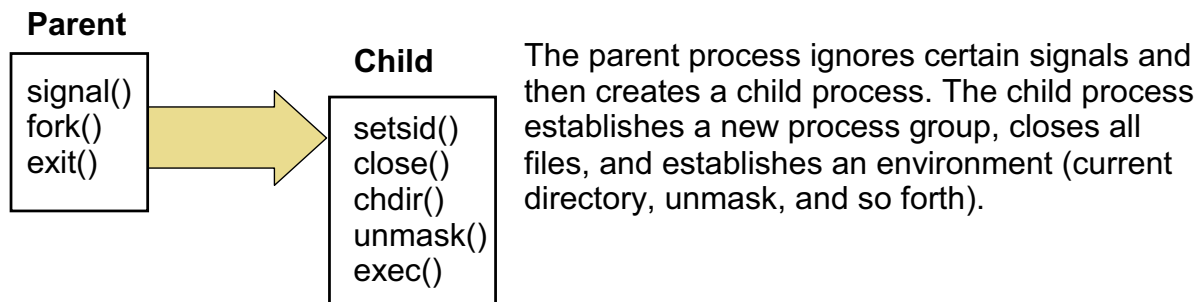 Parent
signal()
fork()
exit()
Child
setsid()
close()
chdir()
unmask()
exec()
The parent process ignores certain signals and
then creates a child process. The child process
establishes a new process group, closes all
files, and establishes an environment (current
directory, unmask, and so forth).